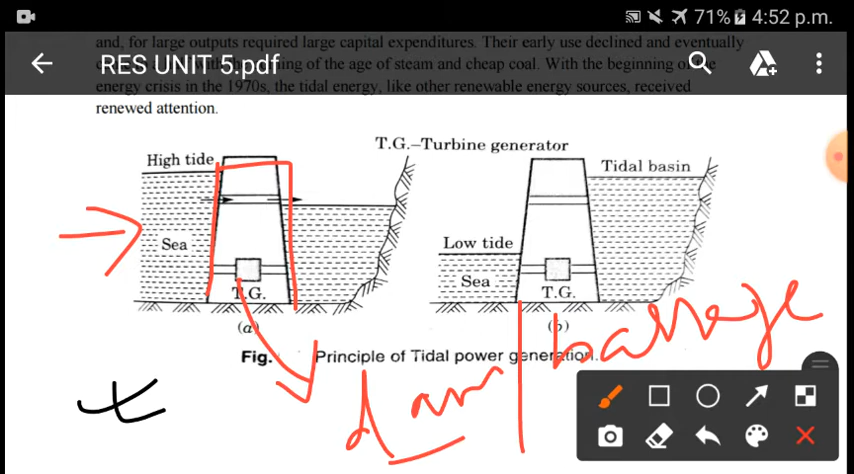 71% 4:52 p.m.
and, for large outputs required large capital expenditures. Their early use declined and eventually
RES UNIT 5.pdf
of the age of steam and cheap coal. With the beginning of
energy crisis in the 1970s, the tidal energy, like other renewable energy sources, received
renewed attention.
T.G.–Turbine generator
High tide
Tidal basin
Sea
Low tide
Sea
T.G.
T.G.
(a)
(b)
Fig. Principle of Tidal power generation.
dam / barrage